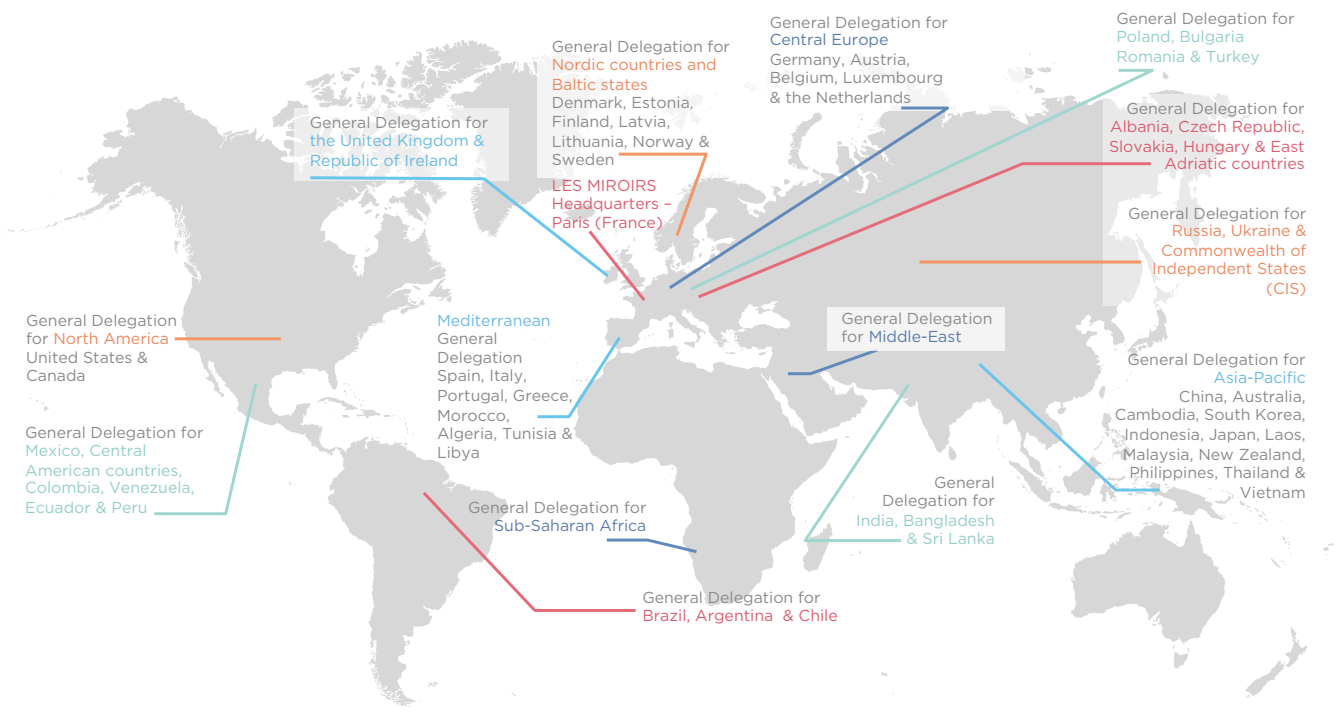 General Delegation for
the United Kingdom &
Republic of Ireland
General Delegation for
Nordic countries and
Baltic states
Denmark, Estonia,
Finland, Latvia,
Lithuania, Norway &
Sweden
LES MIROIRS
Headquarters –
Paris (France)
General Delegation for
Central Europe
Germany, Austria,
Belgium, Luxembourg
& the Netherlands
General Delegation for
Poland, Bulgaria
Romania & Turkey
General Delegation for
Albania, Czech Republic,
Slovakia, Hungary & East
Adriatic countries
General Delegation for
Russia, Ukraine &
Commonwealth of
Independent States
(CIS)
General Delegation
for North America
United States &
Canada
Mediterranean
General
Delegation
Spain, Italy,
Portugal, Greece,
Morocco,
Algeria, Tunisia &
Libya
General Delegation
for Middle-East
General Delegation for
Asia-Pacific
China, Australia,
Cambodia, South Korea,
Indonesia, Japan, Laos,
Malaysia, New Zealand,
Philippines, Thailand &
Vietnam
General Delegation for
Mexico, Central
American countries,
Colombia, Venezuela,
Ecuador & Peru
General Delegation for
Sub-Saharan Africa
General
Delegation for
India, Bangladesh
& Sri Lanka
General Delegation for
Brazil, Argentina & Chile